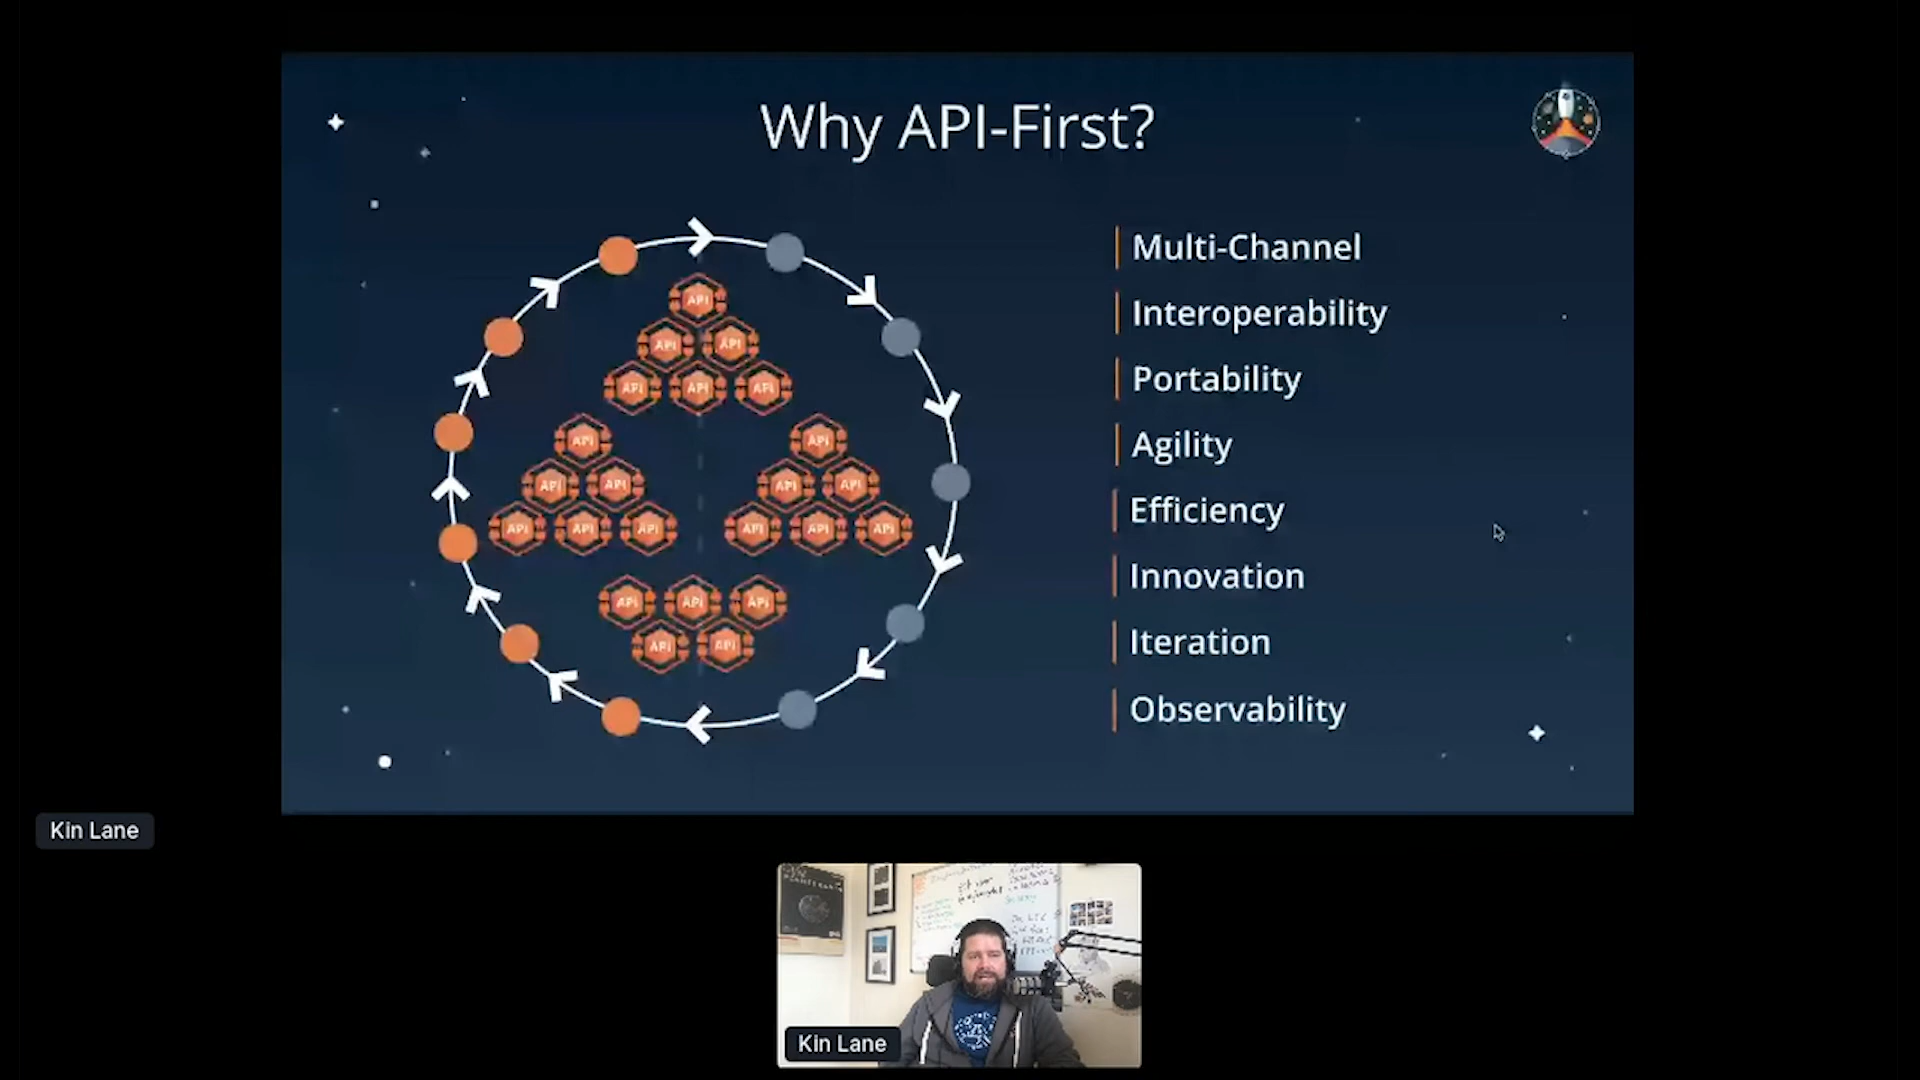 Why API-First?
API
API API
API API API
API API
API API API API
API API API API API API
API API API
API API
Multi-Channel
Interoperability
Portability
Agility
Efficiency
Innovation
Iteration
Observability
Kin Lane
Kin Lane